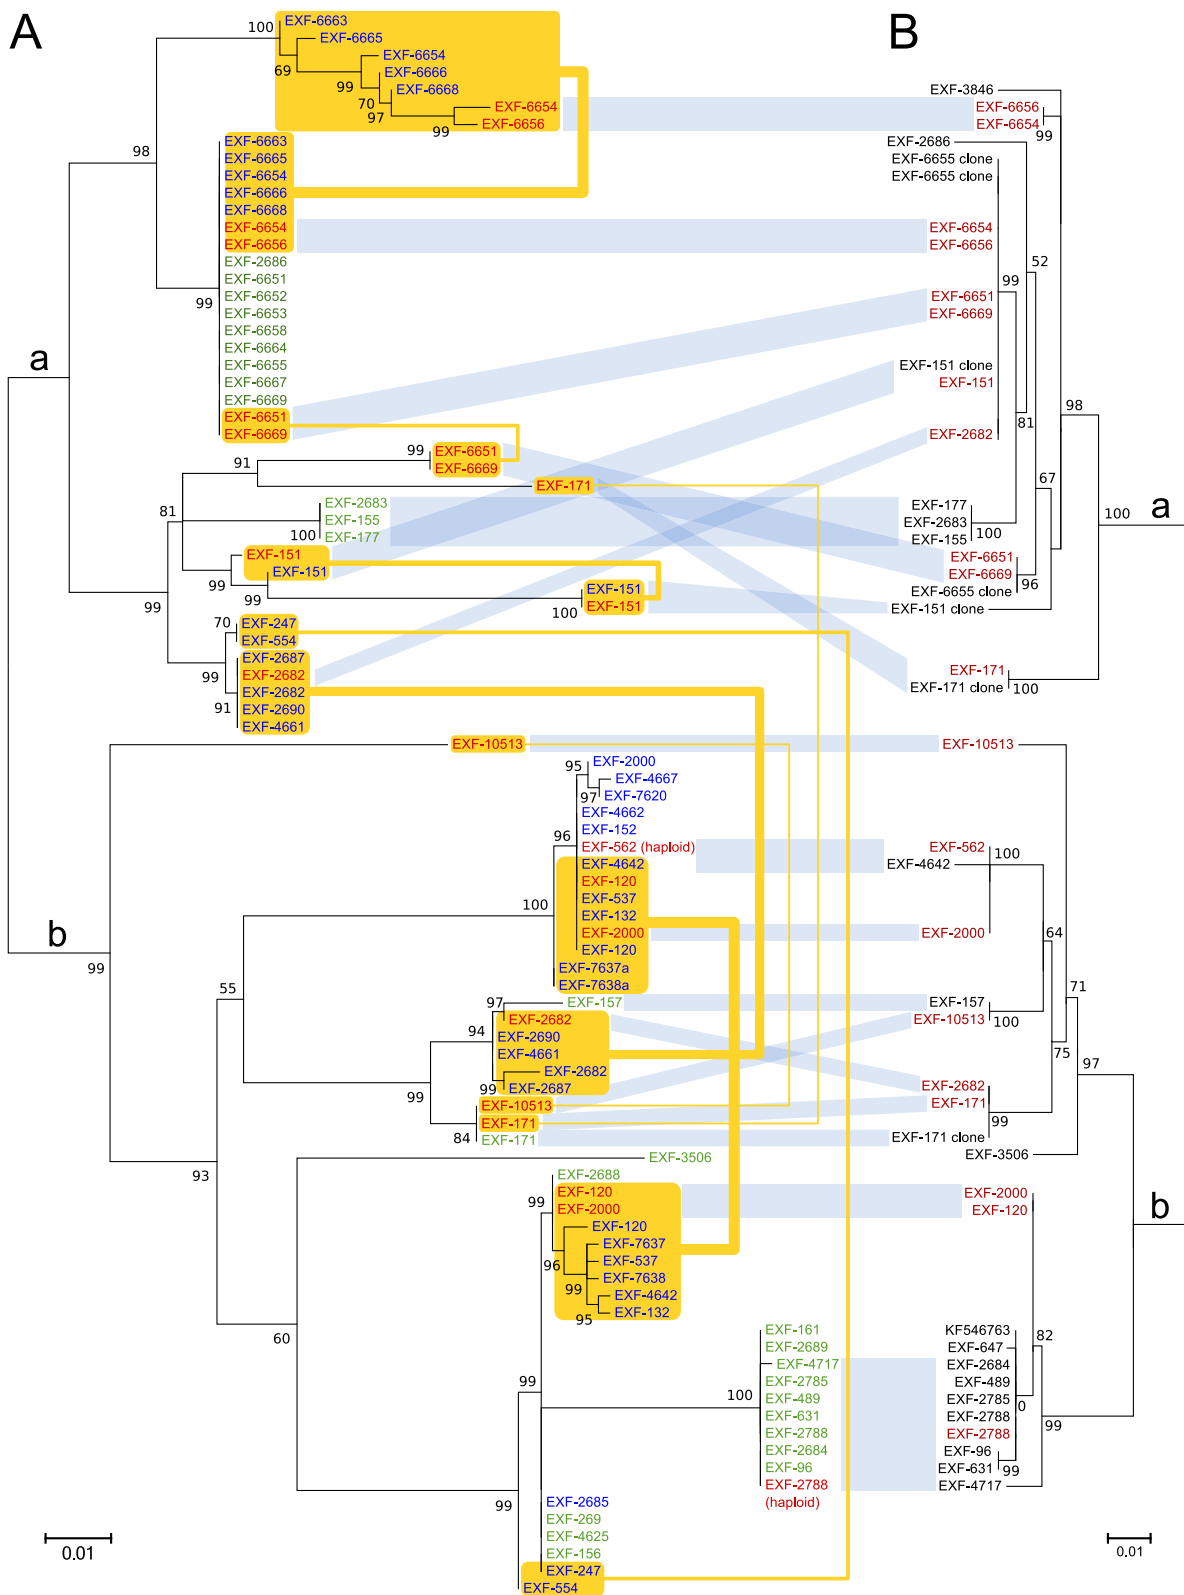 A
B
100
EXF-6663
EXF-6665
69
EXF-6654
99
EXF-6666
70
EXF-6668
97
EXF-6654
99
EXF-6656
98
EXF-6663
EXF-6665
EXF-6654
EXF-6666
EXF-6668
EXF-6654
EXF-6656
EXF-2686
EXF-6651
EXF-6652
99
EXF-6653
EXF-6658
EXF-6664
EXF-6655
EXF-6667
EXF-6669
EXF-6651
EXF-6669
a
99
EXF-6651
EXF-6669
91
EXF-171
81
EXF-2683
EXF-155
100
EXF-177
EXF-151
EXF-151
99
99
EXF-151
100
EXF-151
99
70
EXF-247
EXF-554
EXF-2687
99
EXF-2682
EXF-2682
91
EXF-2690
EXF-4661
EXF-10513
95
EXF-2000
EXF-4667
97
EXF-7620
EXF-4662
96
EXF-152
EXF-562 (haploid)
EXF-4642
EXF-120
100
EXF-537
EXF-132
EXF-2000
EXF-120
EXF-7637a
EXF-7638a
b
99
55
97
EXF-157
EXF-2682
94
EXF-2690
EXF-4661
EXF-2682
99
EXF-2687
99
EXF-10513
EXF-171
84
EXF-171
93
EXF-3506
EXF-2688
99
EXF-120
EXF-2000
EXF-120
EXF-7637
96
EXF-537
99
EXF-7638
EXF-4642
95
EXF-132
60
EXF-161
EXF-2689
EXF-4717
EXF-2785
99
100
EXF-489
EXF-631
EXF-2788
EXF-2684
EXF-96
EXF-2788
(haploid)
99
EXF-2685
EXF-269
EXF-4625
EXF-156
EXF-247
EXF-554
0.01
EXF-3846
EXF-6656
EXF-6654
99
EXF-2686
EXF-6655 clone
EXF-6655 clone
EXF-6654
EXF-6656
52
99
EXF-6651
EXF-6669
EXF-151 clone
EXF-151
EXF-2682
81
98
67
EXF-177
EXF-2683
100
EXF-155
100
a
EXF-6651
EXF-6669
96
EXF-6655 clone
EXF-151 clone
EXF-171
EXF-171 clone
100
EXF-10513
EXF-562
100
EXF-4642
EXF-2000
64
EXF-157
EXF-10513
100
71
75
97
EXF-2682
EXF-171
99
EXF-171 clone
EXF-3506
EXF-2000
EXF-120
b
KF546763
82
EXF-647
EXF-2684
EXF-489
EXF-2785
0
EXF-2788
99
EXF-2788
EXF-96
EXF-631
99
EXF-4717
0.01